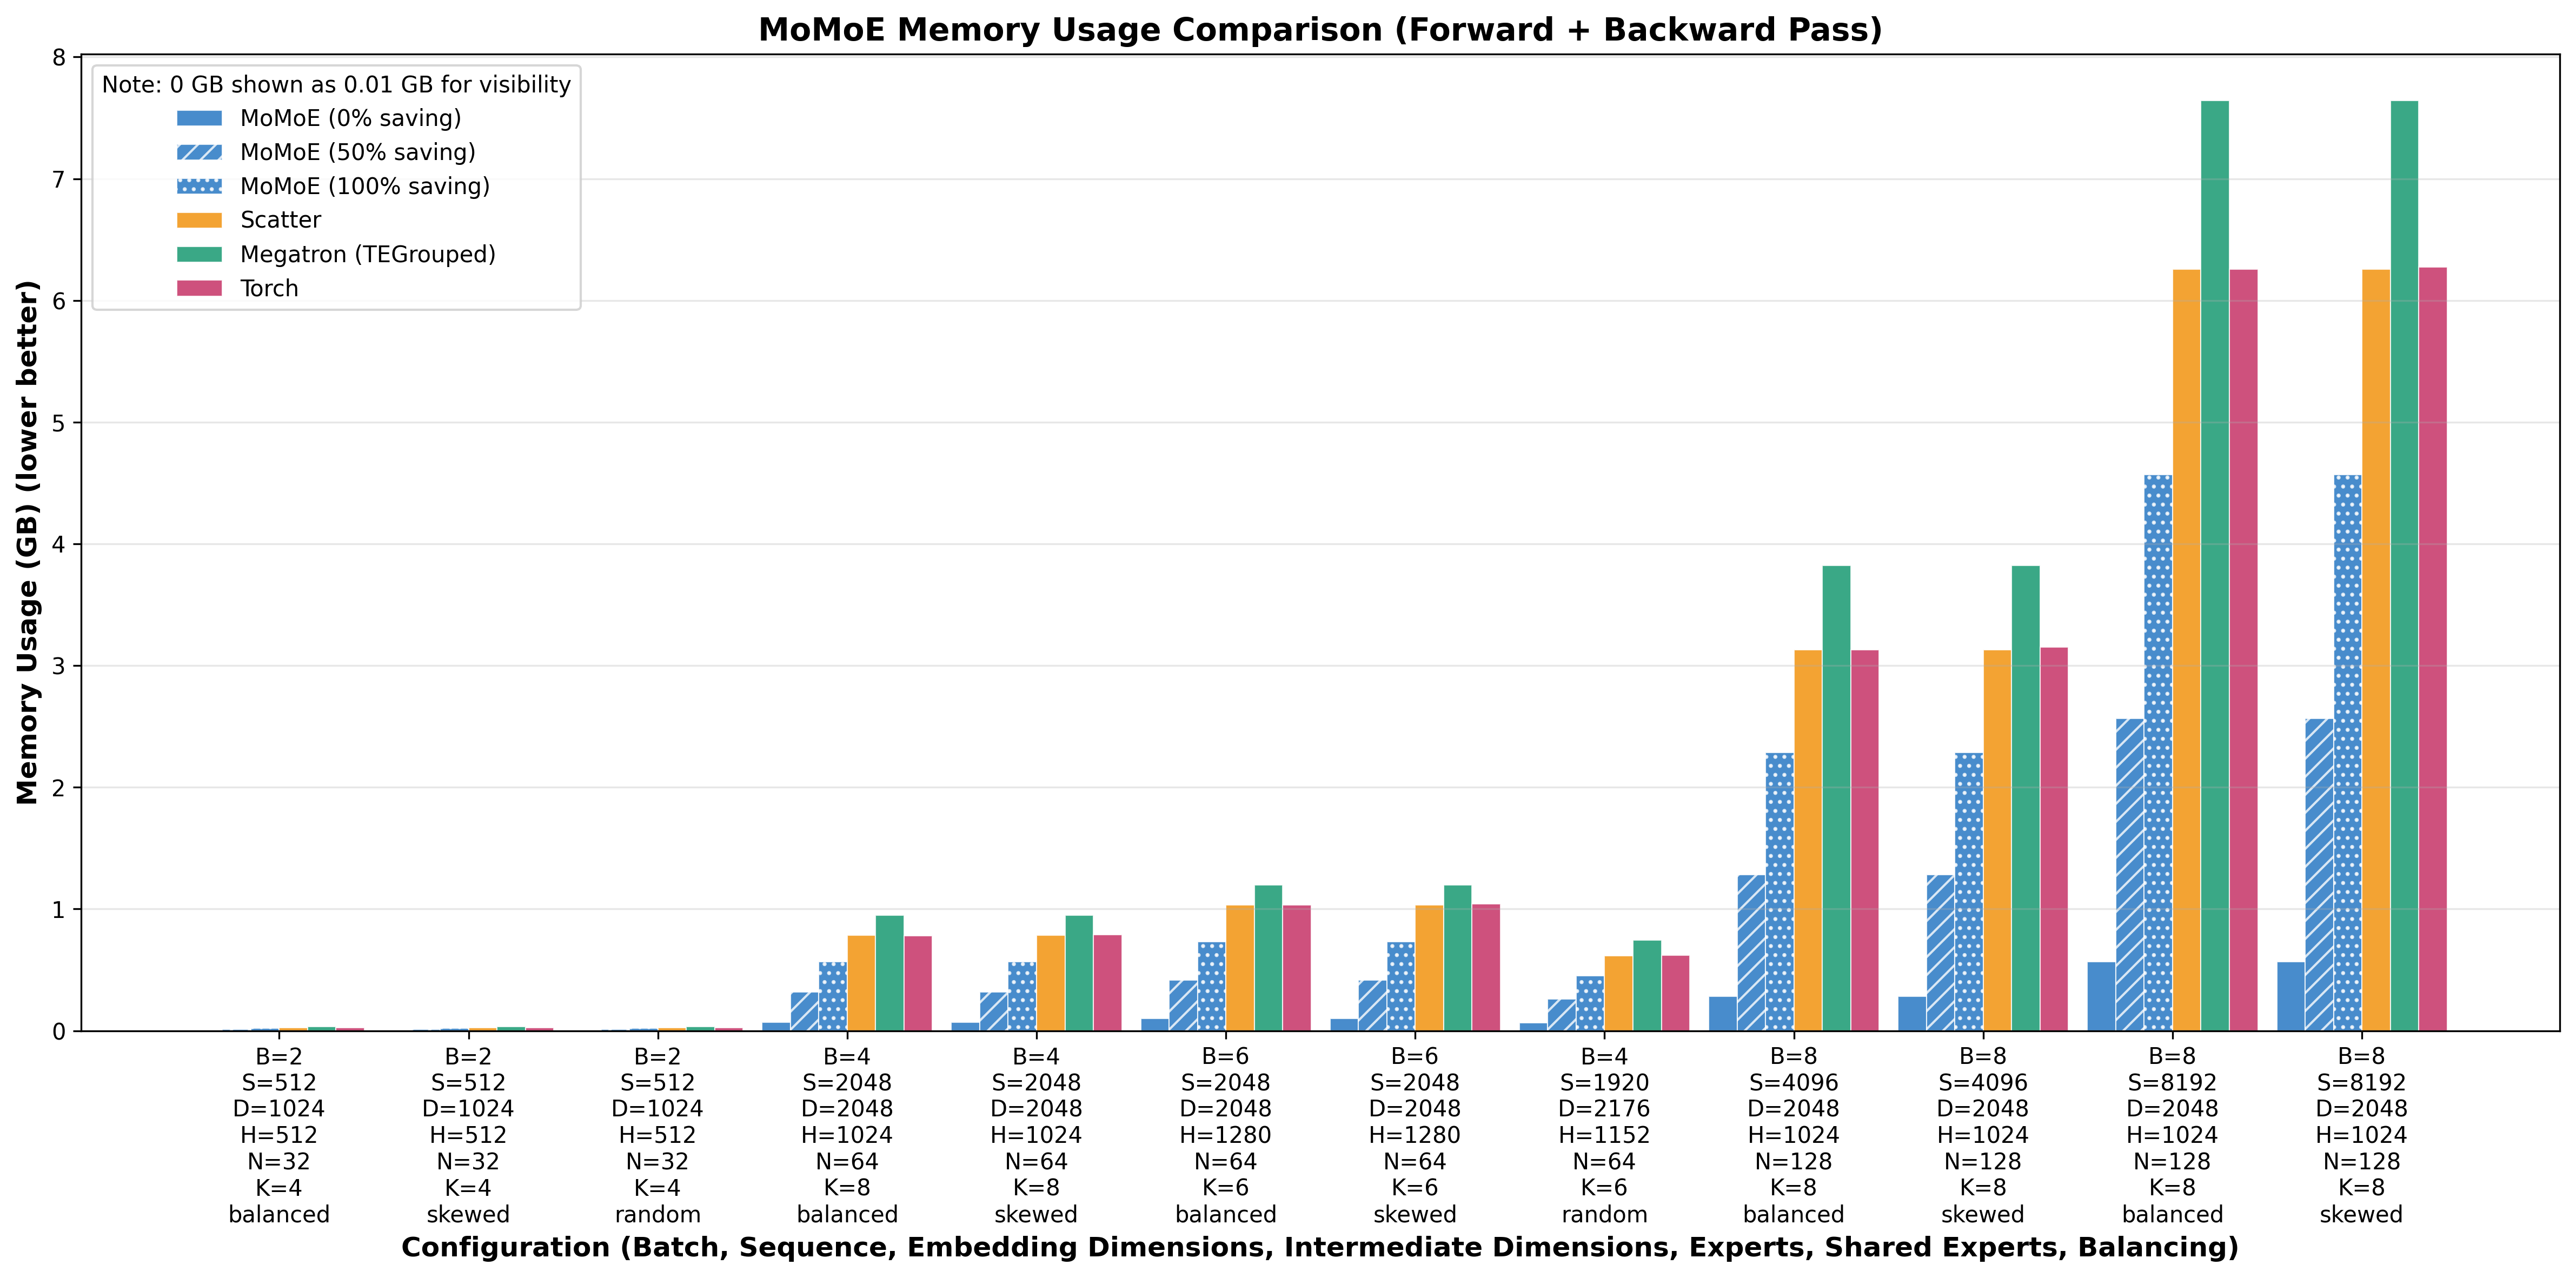 MoMoE Memory Usage Comparison (Forward + Backward Pass)
Memory Usage (GB) (lower better)
8
7
6
5
4
3
2
1
0
Note: 0 GB shown as 0.01 GB for visibility
MoMoE (0% saving)
MoMoE (50% saving)
MoMoE (100% saving)
Scatter
Megatron (TEGrouped)
Torch
B=2
S=512
D=1024
H=512
N=32
K=4
balanced
B=2
S=512
D=1024
H=512
N=32
K=4
skewed
B=2
S=512
D=1024
H=512
N=32
K=4
random
B=4
S=2048
D=2048
H=1024
N=64
K=8
balanced
B=4
S=2048
D=2048
H=1024
N=64
K=8
skewed
B=6
S=2048
D=2048
H=1280
N=64
K=6
balanced
B=6
S=2048
D=2048
H=1280
N=64
K=6
skewed
B=4
S=1920
D=2176
H=1152
N=64
K=6
random
B=8
S=4096
D=2048
H=1024
N=128
K=8
balanced
B=8
S=4096
D=2048
H=1024
N=128
K=8
skewed
B=8
S=8192
D=2048
H=1024
N=128
K=8
balanced
B=8
S=8192
D=2048
H=1024
N=128
K=8
skewed
Configuration (Batch, Sequence, Embedding Dimensions, Intermediate Dimensions, Experts, Shared Experts, Balancing)